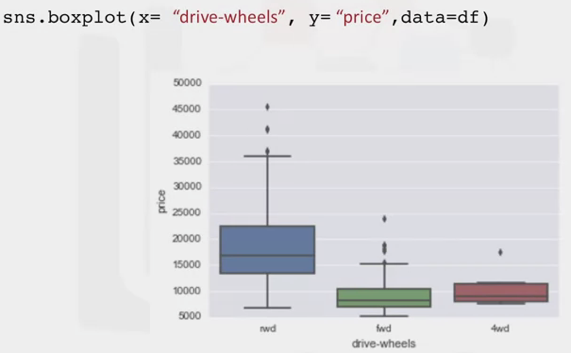 sns.boxplot(x= “drive-wheels”, y= “price”,data=df)
50000
45000
40000
35000
30000
25000
20000
15000
10000
5000
price
rwd fwd 4wd
drive-wheels